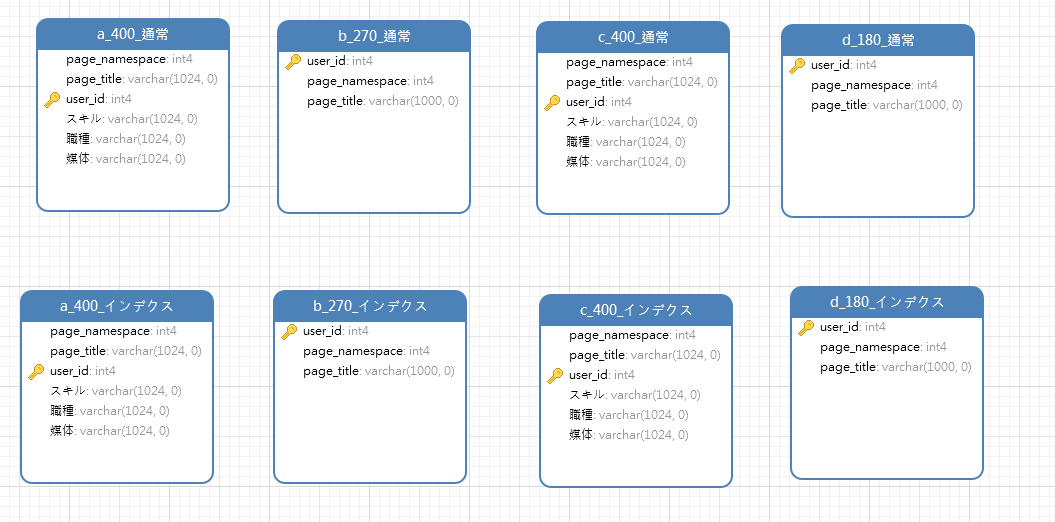 a_400_通常
page_namespace: int4
page_title: varchar(1024, 0)
user_id: int4
スキル: varchar(1024, 0)
職種: varchar(1024, 0)
媒体: varchar(1024, 0)
b_270_通常
user_id: int4
page_namespace: int4
page_title: varchar(1000, 0)
c_400_通常
page_namespace: int4
page_title: varchar(1024, 0)
user_id: int4
スキル: varchar(1024, 0)
職種: varchar(1024, 0)
媒体: varchar(1024, 0)
d_180_通常
user_id: int4
page_namespace: int4
page_title: varchar(1000, 0)
a_400_インデクス
page_namespace: int4
page_title: varchar(1024, 0)
user_id: int4
スキル: varchar(1024, 0)
職種: varchar(1024, 0)
媒体: varchar(1024, 0)
b_270_インデクス
user_id: int4
page_namespace: int4
page_title: varchar(1000, 0)
c_400_インデクス
page_namespace: int4
page_title: varchar(1024, 0)
user_id: int4
スキル: varchar(1024, 0)
職種: varchar(1024, 0)
媒体: varchar(1024, 0)
d_180_インデクス
user_id: int4
page_namespace: int4
page_title: varchar(1000, 0)